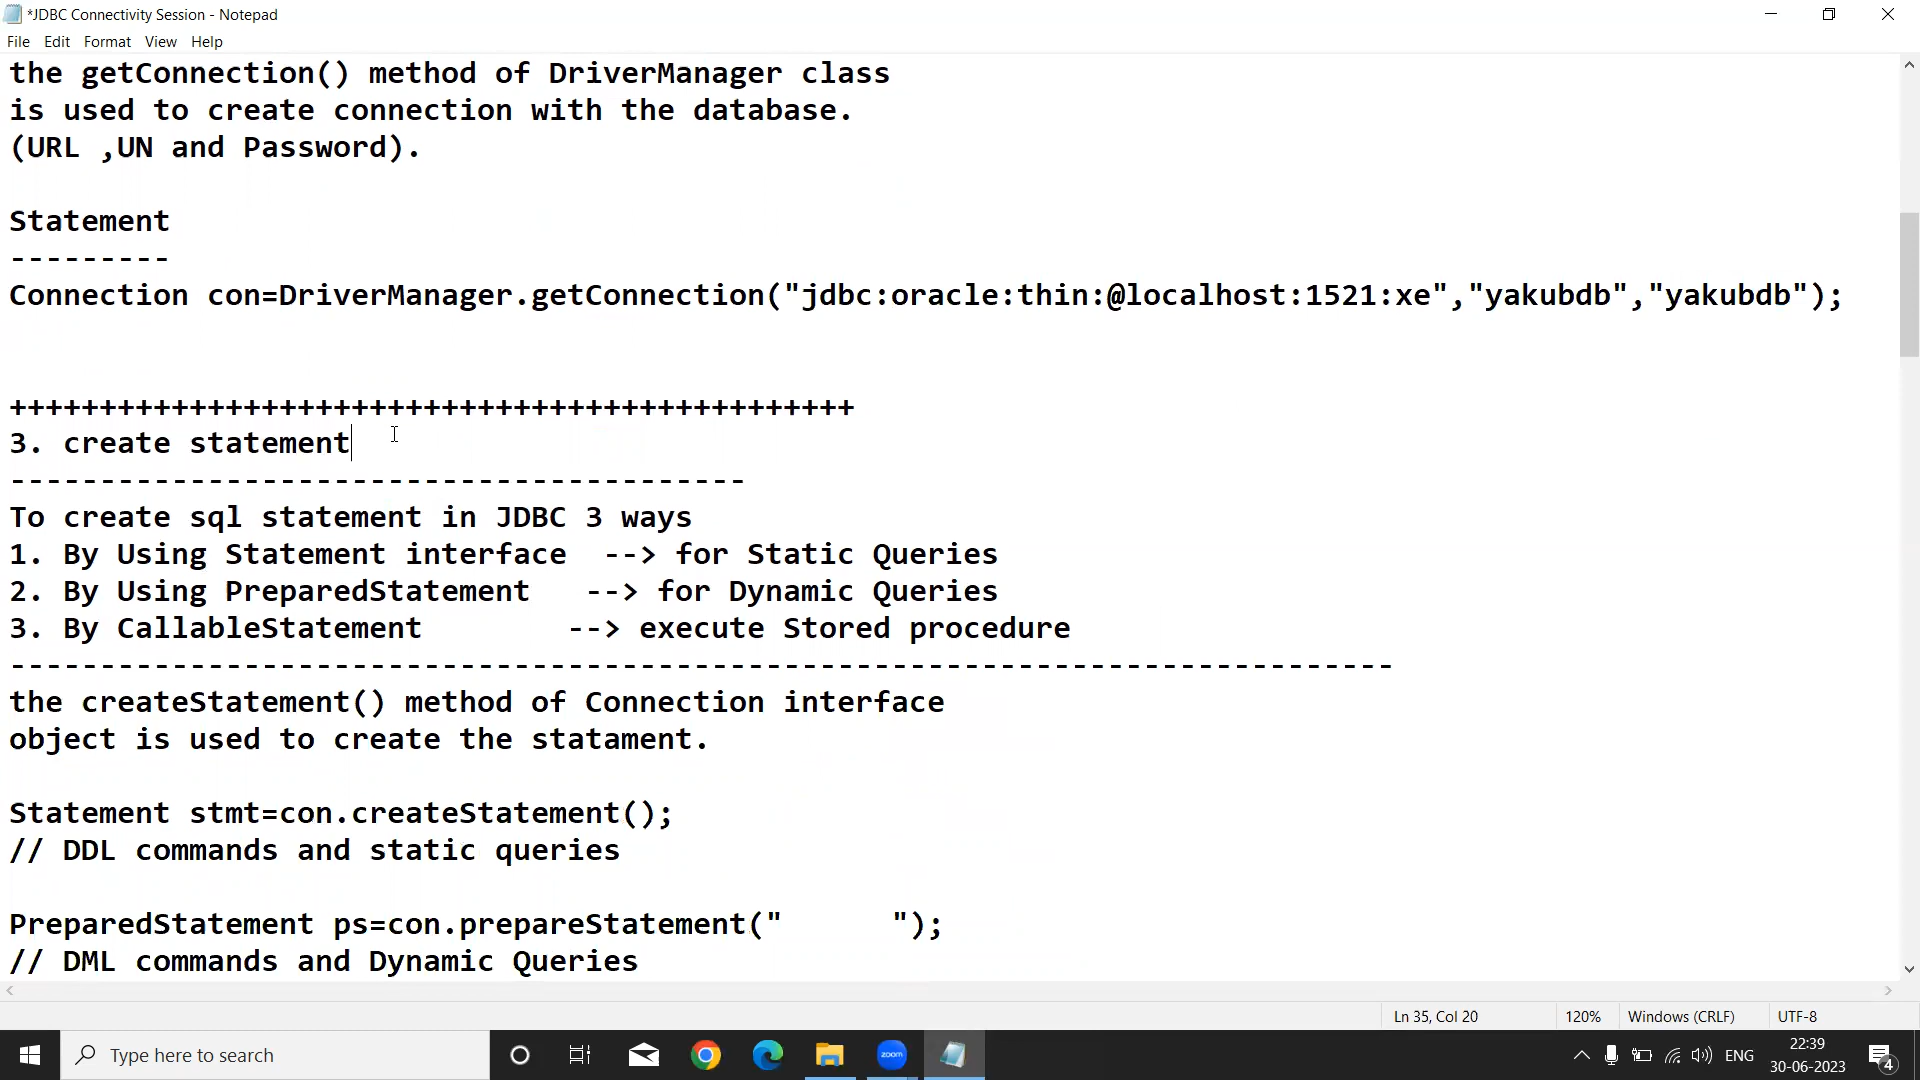 *JDBC Connectivity Session - Notepad
File Edit Format View Help
the getConnection() method of DriverManager class
is used to create connection with the database.
(URL ,UN and Password).
Statement
---------
Connection con=DriverManager.getConnection("jdbc:oracle:thin:@localhost:1521:xe","yakubdb","yakubdb");
+++++++++++++++++++++++++++++++++++++++++++++++
3. create statement
-----------------------------------------
To create sql statement in JDBC 3 ways
1. By Using Statement interface  --> for Static Queries
2. By Using PreparedStatement   --> for Dynamic Queries
3. By CallableStatement        --> execute Stored procedure
-----------------------------------------------------------------------------
the createStatement() method of Connection interface
object is used to create the statament.
Statement stmt=con.createStatement();
// DDL commands and static queries
PreparedStatement ps=con.prepareStatement("      ");
// DML commands and Dynamic Queries
Ln 35, Col 20 120% Windows (CRLF) UTF-8
Type here to search
zoom
ENG
22:39
30-06-2023
4